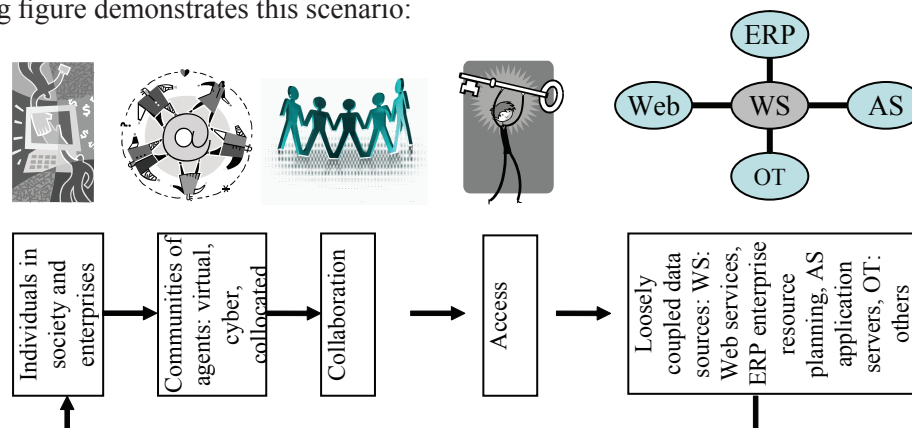 g figure demonstrates this scenario:
ERP
Web
WS
AS
OT
Individuals in
society and
enterprises
Communities of
agents: virtual,
cyber,
collocated
Collaboration
Access
Loosely
coupled data
sources: WS:
Web services,
ERP enterprise
resource
planning, AS
application
servers, OT:
others